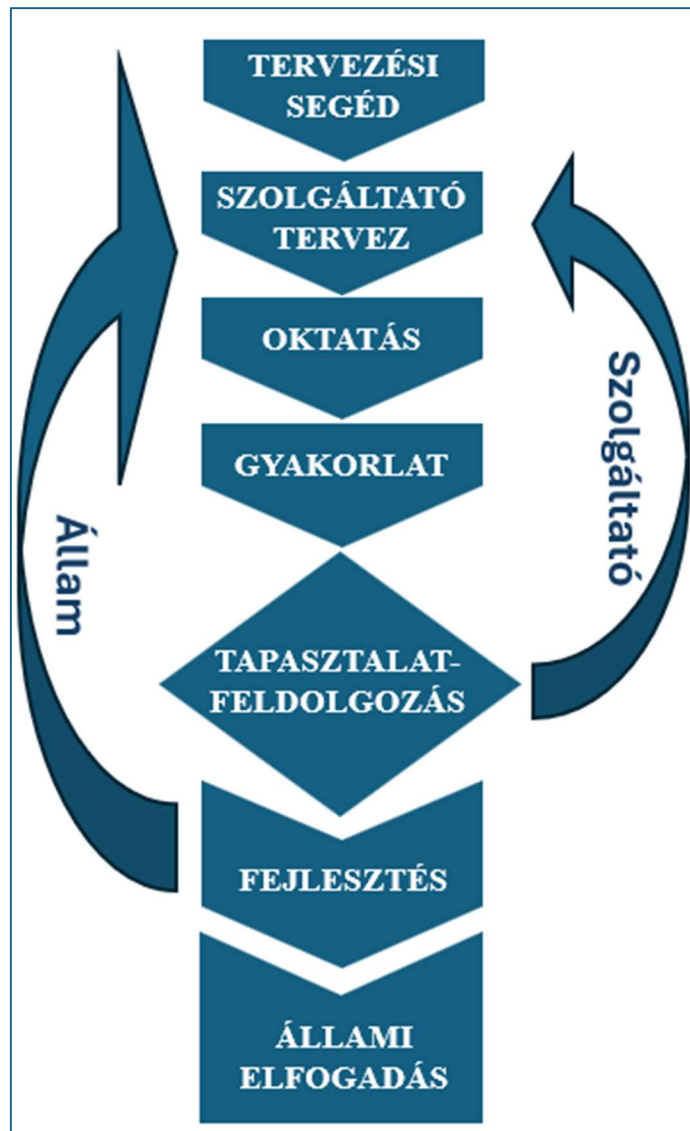 TERVEZÉSI
SEGÉD
SZOLGÁLTATÓ
TERVEZ
OKTATÁS
GYAKORLAT
TAPASZTALAT-
FELDOLGOZÁS
FEJLESZTÉS
ÁLLAMI
ELFOGADÁS
Állam
Szolgáltató